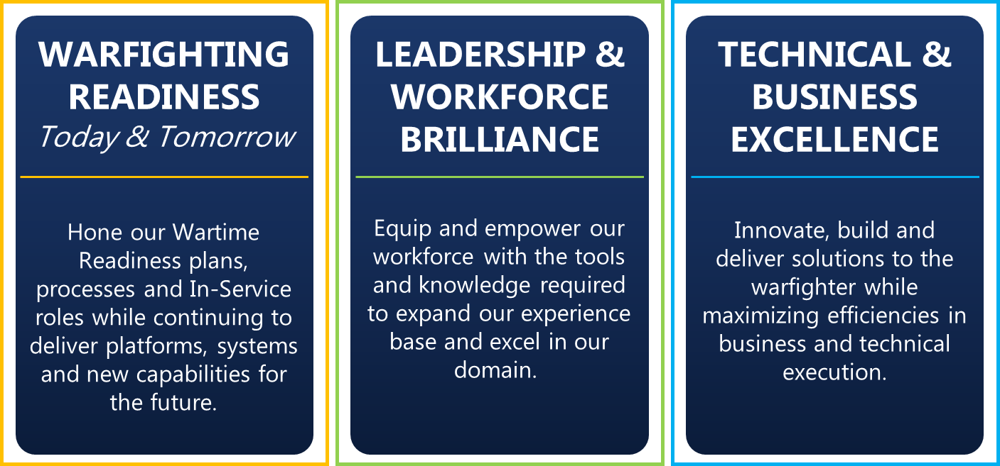 WARFIGHTING
READINESS
Today & Tomorrow
Hone our Wartime
Readiness plans,
processes and In-Service
roles while continuing to
deliver platforms, systems
and new capabilities for
the future.
LEADERSHIP &
WORKFORCE
BRILLIANCE
Equip and empower our
workforce with the tools
and knowledge required
to expand our experience
base and excel in our
domain.
TECHNICAL &
BUSINESS
EXCELLENCE
Innovate, build and
deliver solutions to the
warfighter while
maximizing efficiencies in
business and technical
execution.